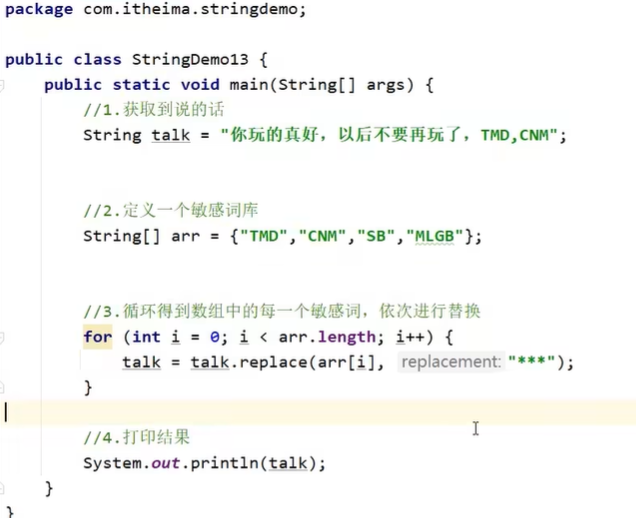 package com.itheima.stringdemo;
public class StringDemo13 {
public static void main(String[] args) {
//1.获取到说的话
String talk = "你玩的真好，以后不要再玩了，TMD,CNM";
//2.定义一个敏感词库
String[] arr = {"TMD","CNM","SB","MLGB"};
//3.循环得到数组中的每一个敏感词，依次进行替换
for (int i = 0; i < arr.length; i++) {
talk = talk.replace(arr[i], replacement: "***");
}
//4.打印结果
System.out.println(talk);
}
}